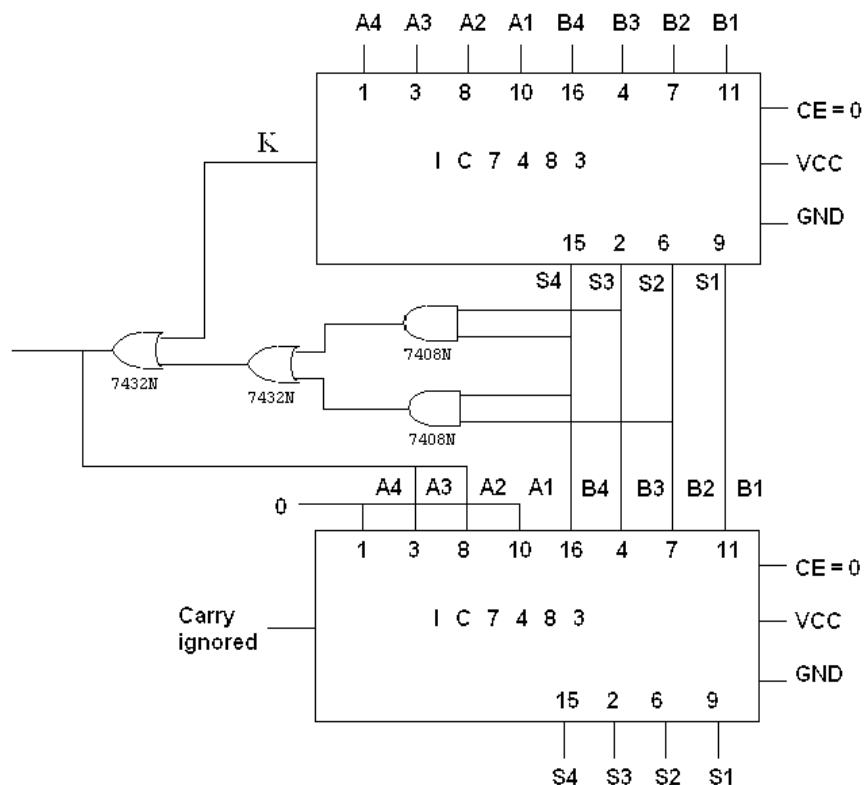 A4 A3 A2 A1 B4 B3 B2 B1
1 3 8 10 16 4 7 11
CE = 0
K
I C 7 4 8 3
VCC
GND
15 2 6 9
S4 S3 S2 S1
7408N
7432N
7432N
7408N
A4 A3 A2 A1 B4 B3 B2 B1
0
1 3 8 10 16 4 7 11
CE = 0
Carry
ignored
I C 7 4 8 3
VCC
GND
15 2 6 9
S4 S3 S2 S1